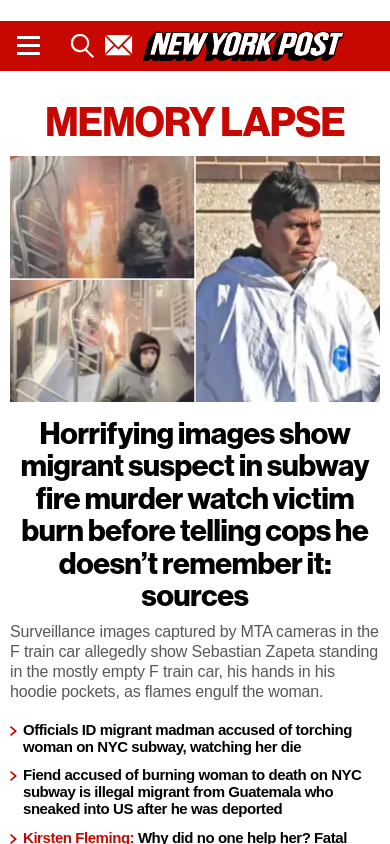 NEW YORK POST
MEMORY LAPSE
Horrifying images show
migrant suspect in subway
fire murder watch victim
burn before telling cops he
doesn't remember it:
sources
Surveillance images captured by MTA cameras in the
F train car allegedly show Sebastian Zapeta standing
in the mostly empty F train car, his hands in his
hoodie pockets, as flames engulf the woman.
Officials ID migrant madman accused of torching
woman on NYC subway, watching her die
Fiend accused of burning woman to death on NYC
subway is illegal migrant from Guatemala who
sneaked into US after he was deported
Kirsten Fleming: Why did no one help her? Fatal